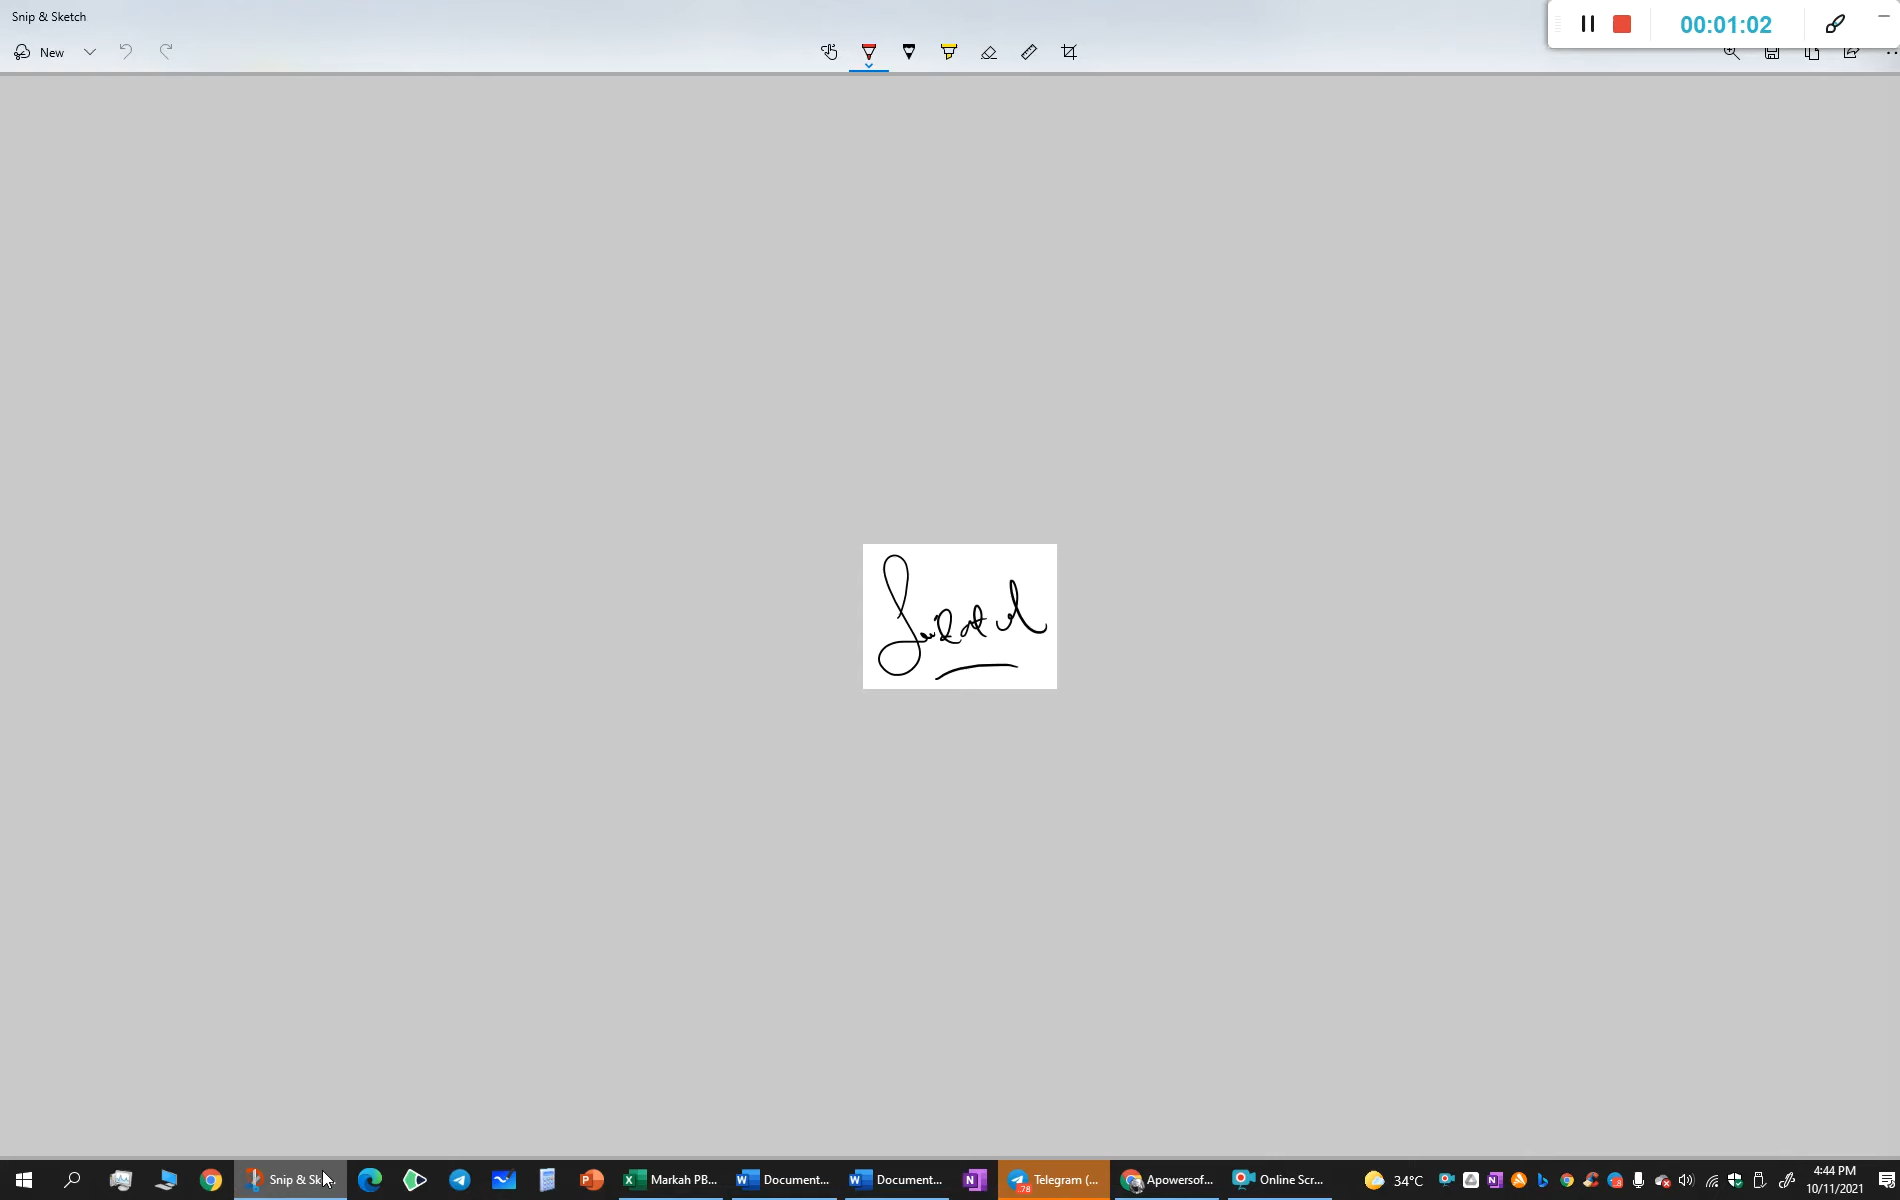 Snip & Sketch
00:01:02
New
Snip & Sk...
Markah PB...
Document...
Document...
Telegram (...
78
Apowersof...
Online Scr...
34°C
4:44 PM
10/11/2021